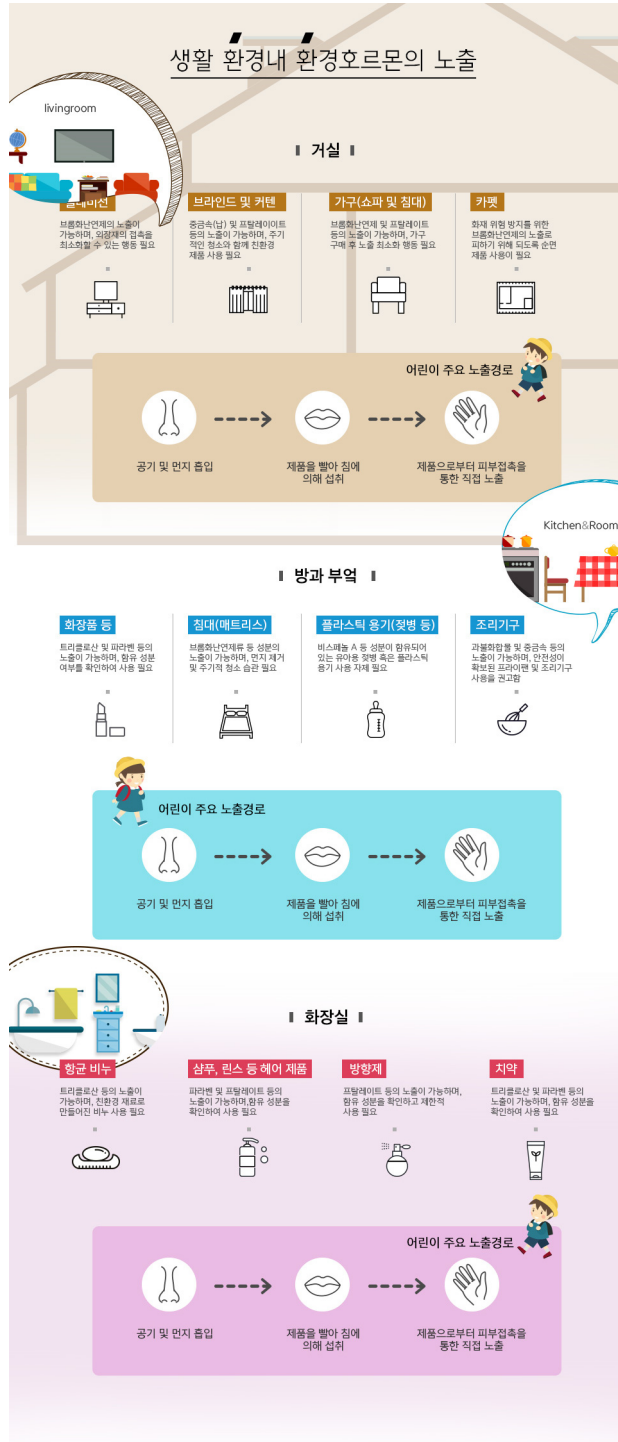 생활 환경내 환경호르몬의 노출
livingroom
거실
브라인드 및 커텐
가구(쇼파 및 침대)
카펫
브롬화난연제의 노출이
가능하며, 외장재의 접촉을
최소화할 수 있는 행동 필요
중금속(납) 및 프탈레이이트
등의 노출이 가능하며, 주기
적인 청소와 함께 친환경
제품 사용 필요
브롬화난연제 및 프탈레이트
등의 노출이 가능하며, 가구
구매 후 노출 최소화 행동 필요
화재 위험 방지를 위한
브롬화난연제의 노출로
피하기 위해 되도록 순면
제품 사용이 필요
어린이 주요 노출경로
공기 및 먼지 흡입
제품을 빨아 침에
의해 섭취
제품으로부터 피부접촉을
통한 직접 노출
Kitchen&Room
방과 부엌
화장품 등
트리클로산 및 파라벤 등의
노출이 가능하며, 함유 성분
여부를 확인하여 사용 필요
침대(매트리스)
브롬화난연제류 등 성분의
노출이 가능하며, 먼지 제거
및 주기적 청소 습관 필요
플라스틱 용기(젖병 등)
비스페놀 A 등 성분이 함유되어
있는 유아용 젖병 혹은 플라스틱
용기 사용 자제 필요
조리기구
과불화합물 및 중금속 등의
노출이 가능하며, 안전성이
확보된 프라이팬 및 조리기구
사용을 권고함
어린이 주요 노출경로
공기 및 먼지 흡입
제품을 빨아 침에
의해 섭취
제품으로부터 피부접촉을
통한 직접 노출
화장실
항균 비누
트리클로산 등의 노출이
가능하며, 친환경 재료로
만들어진 비누 사용 필요
샴푸, 린스 등 헤어 제품
파라벤 및 프탈레이트 등의
노출이 가능하며,함유 성분을
확인하여 사용 필요
방향제
프탈레이트 등의 노출이 가능하며,
함유 성분을 확인하고 제한적
사용 필요
치약
트리클로산 및 파라벤 등의
노출이 가능하며, 함유 성분을
확인하여 사용 필요
어린이 주요 노출경로
공기 및 먼지 흡입
제품을 빨아 침에
의해 섭취
제품으로부터 피부접촉을
통한 직접 노출